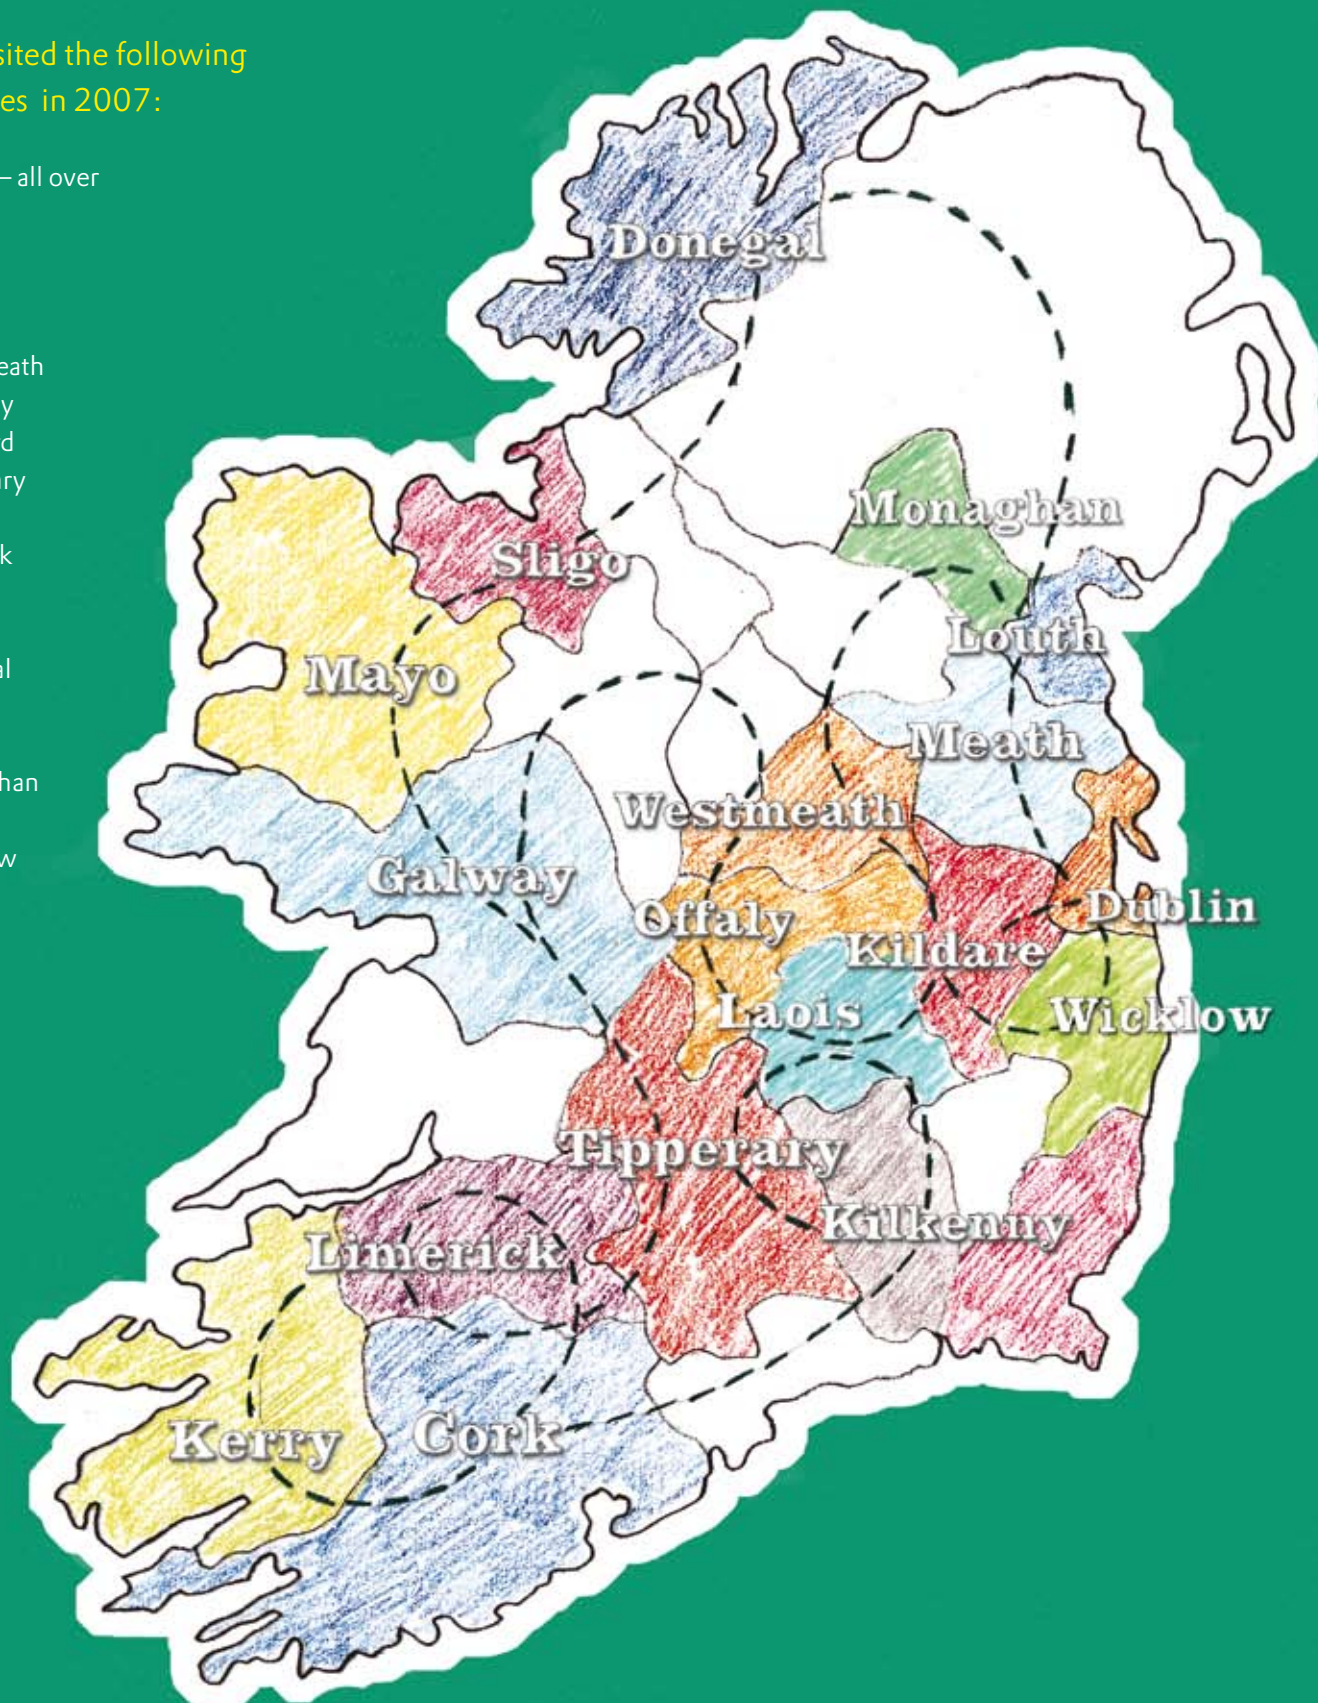 sited the following
es in 2007:
– all over
eath
y
d
ary
k
al
han
w
Donegal
Monaghan
Sligo
Louth
Mayo
Meath
Westmeath
Galway
Dublin
Offaly
Kildare
Laois
Wicklow
Tipperary
Kilkenny
Limerick
Kerry
Cork